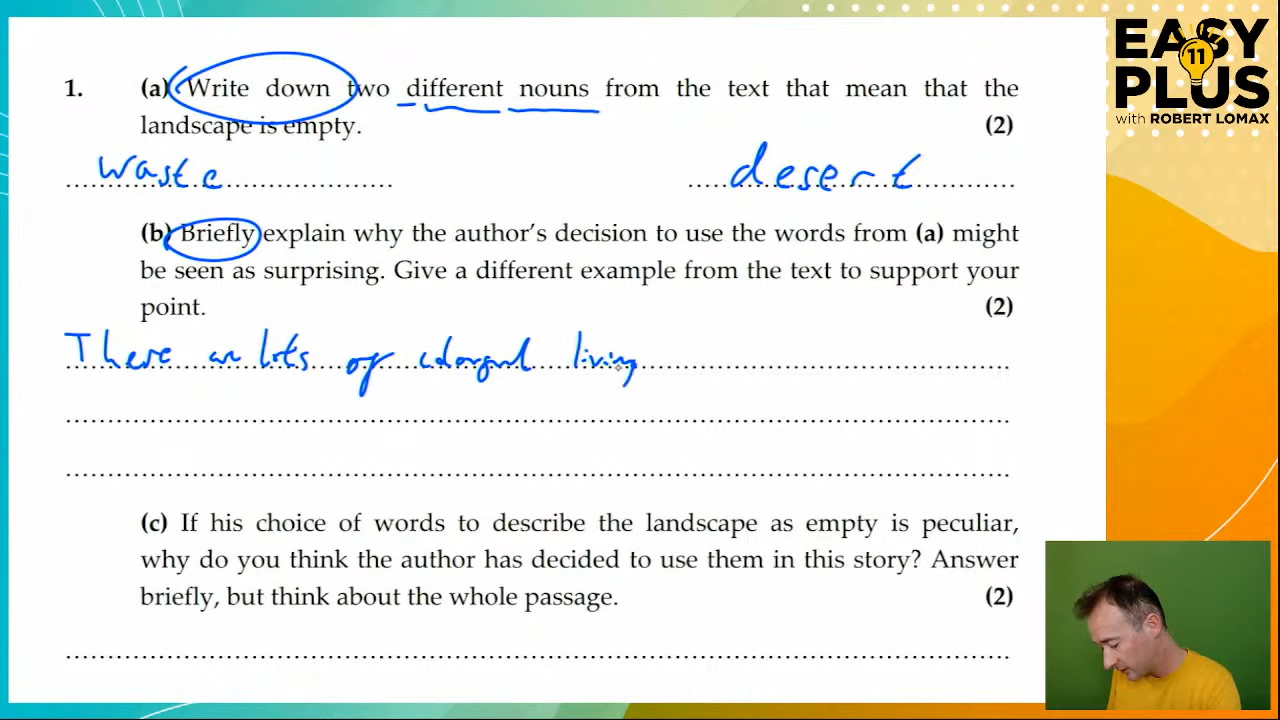 EASY
11
PLUS
with ROBERT LOMAX
1. (a) Write down two different nouns from the text that mean that the
landscape is empty. (2)
waste desert
(b) Briefly explain why the author's decision to use the words from (a) might
be seen as surprising. Give a different example from the text to support your
point. (2)
There are lots of colorful living
(c) If his choice of words to describe the landscape as empty is peculiar,
why do you think the author has decided to use them in this story? Answer
briefly, but think about the whole passage. (2)